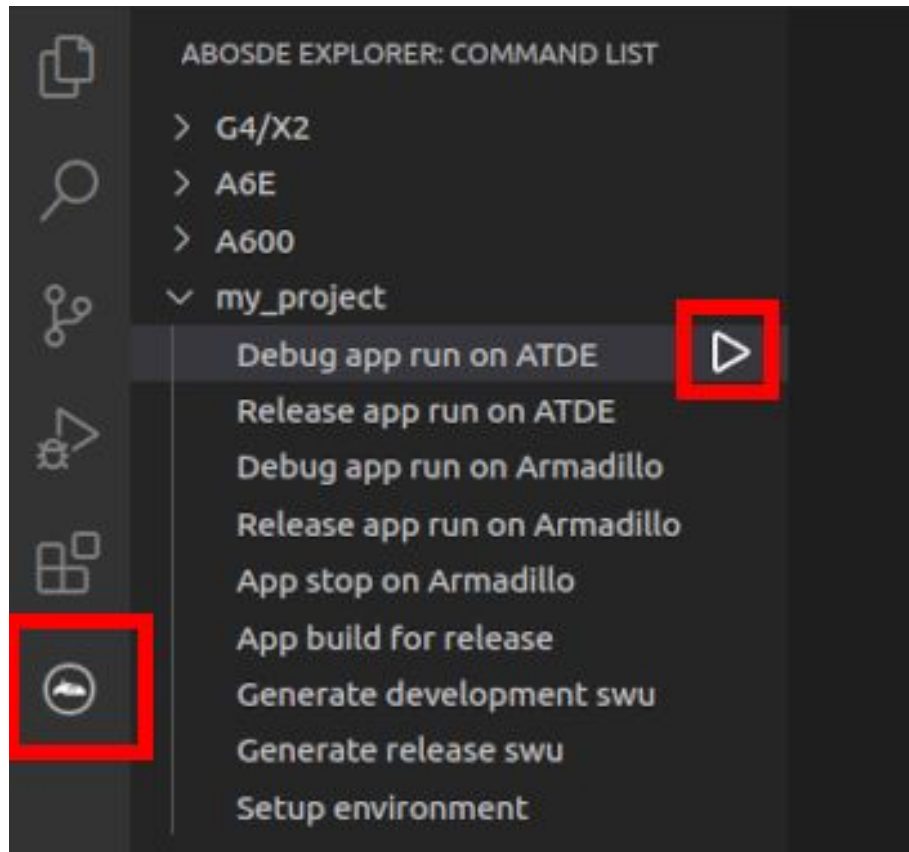 ABOSDE EXPLORER: COMMAND LIST
G4/X2
A6E
A600
my_project
Debug app run on ATDE
Release app run on ATDE
Debug app run on Armadillo
Release app run on Armadillo
App stop on Armadillo
App build for release
Generate development swu
Generate release swu
Setup environment